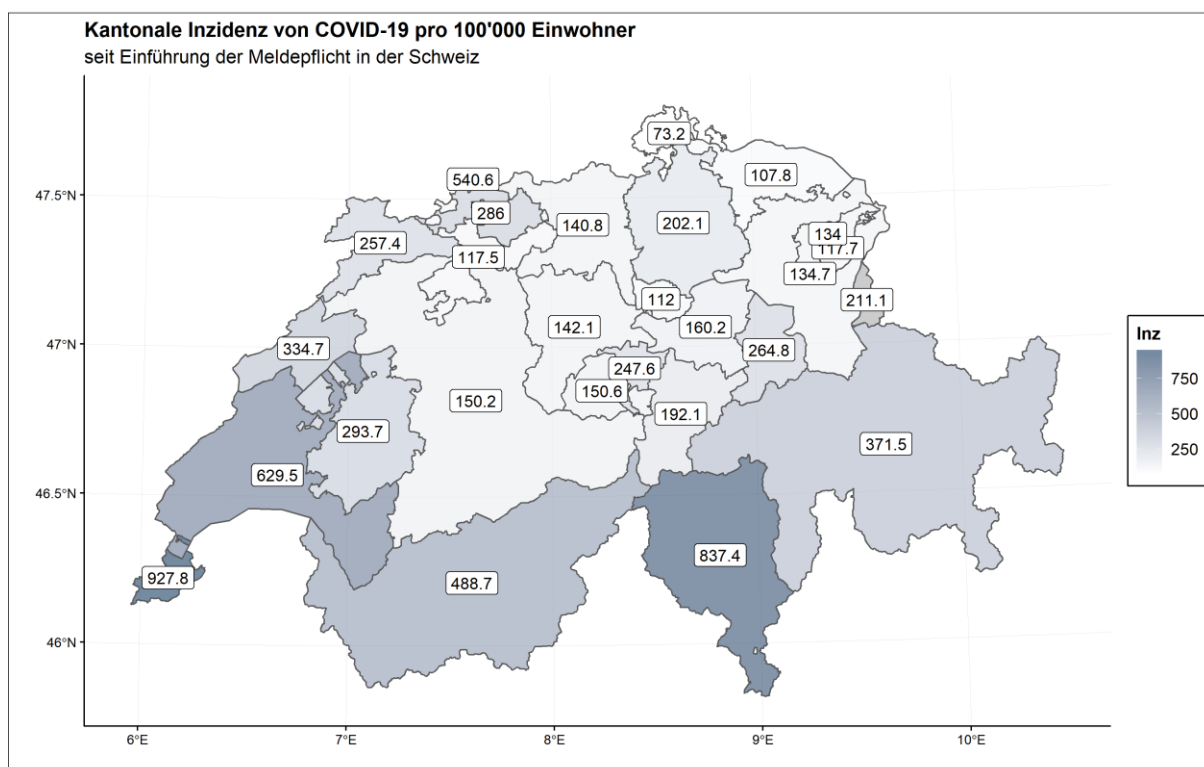 Kantonale Inzidenz von COVID-19 pro 100'000 Einwohner
seit Einführung der Meldepflicht in der Schweiz
73.2
540.6
107.8
47.5°N
286
140.8
202.1
257.4
134
117.7
117.5
134.7
112
211.1
142.1
160.2
47°N
334.7
264.8
247.6
150.6
150.2
192.1
293.7
371.5
629.5
46.5°N
837.4
927.8
488.7
46°N
6°E
7°E
8°E
9°E
10°E
Inz
750
500
250